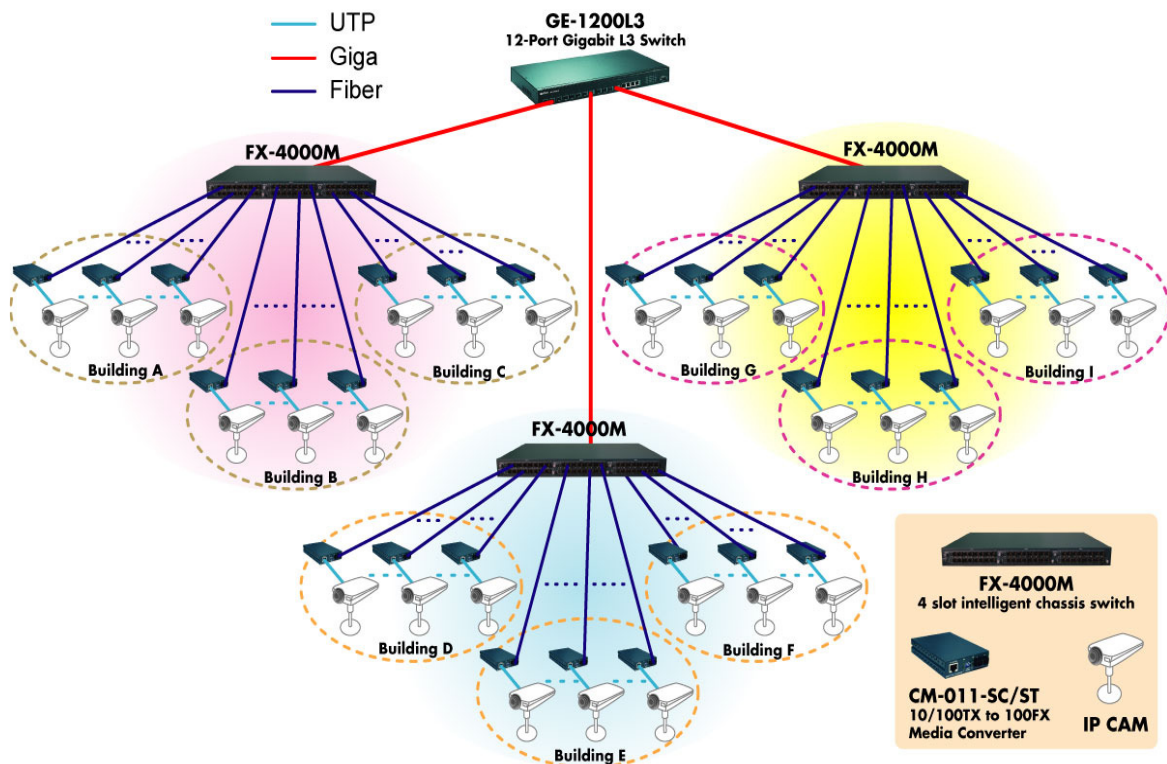 UTP
Giga
Fiber
GE-1200L3
12-Port Gigabit L3 Switch
FX-4000M
FX-4000M
Building A
Building C
Building B
Building G
Building I
Building H
FX-4000M
Building D
Building F
Building E
FX-4000M
4 slot intelligent chassis switch
CM-011-SC/ST
10/100TX to 100FX
Media Converter
IP CAM